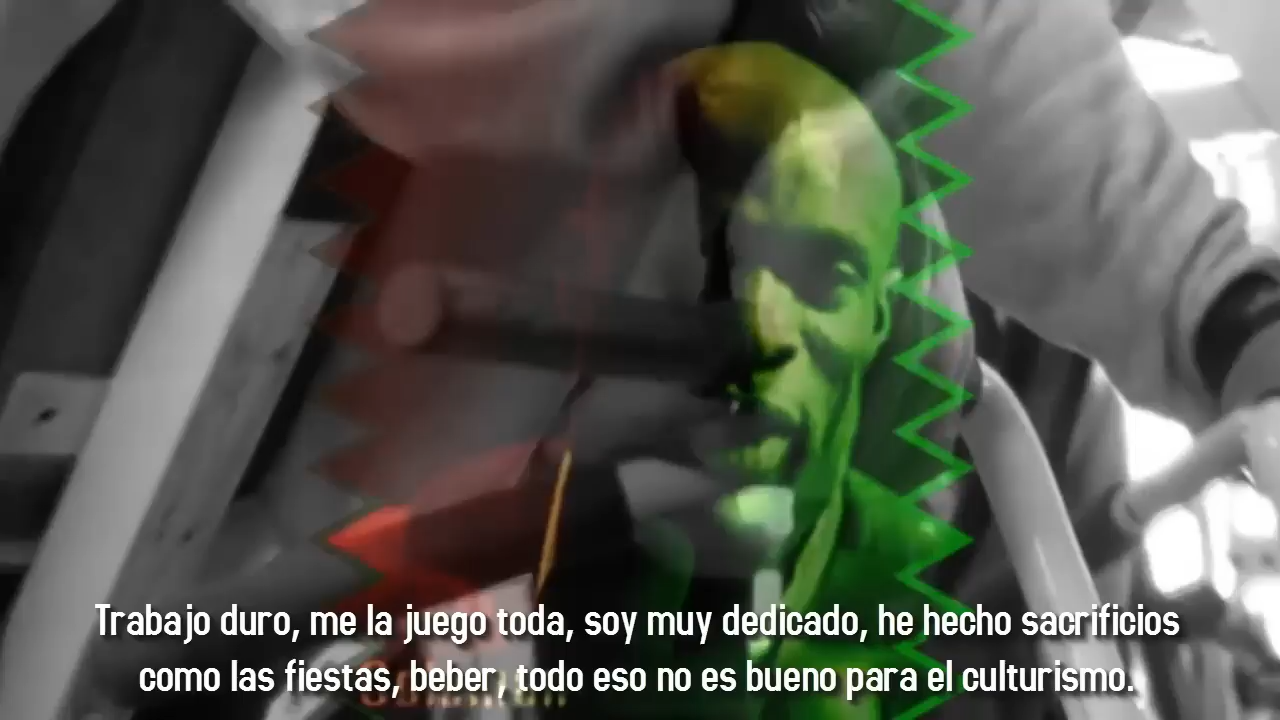 Trabajo duro, me la juego toda, soy muy dedicado, he hecho sacrificios
como las fiestas, beber, todo eso no es bueno para el culturismo.